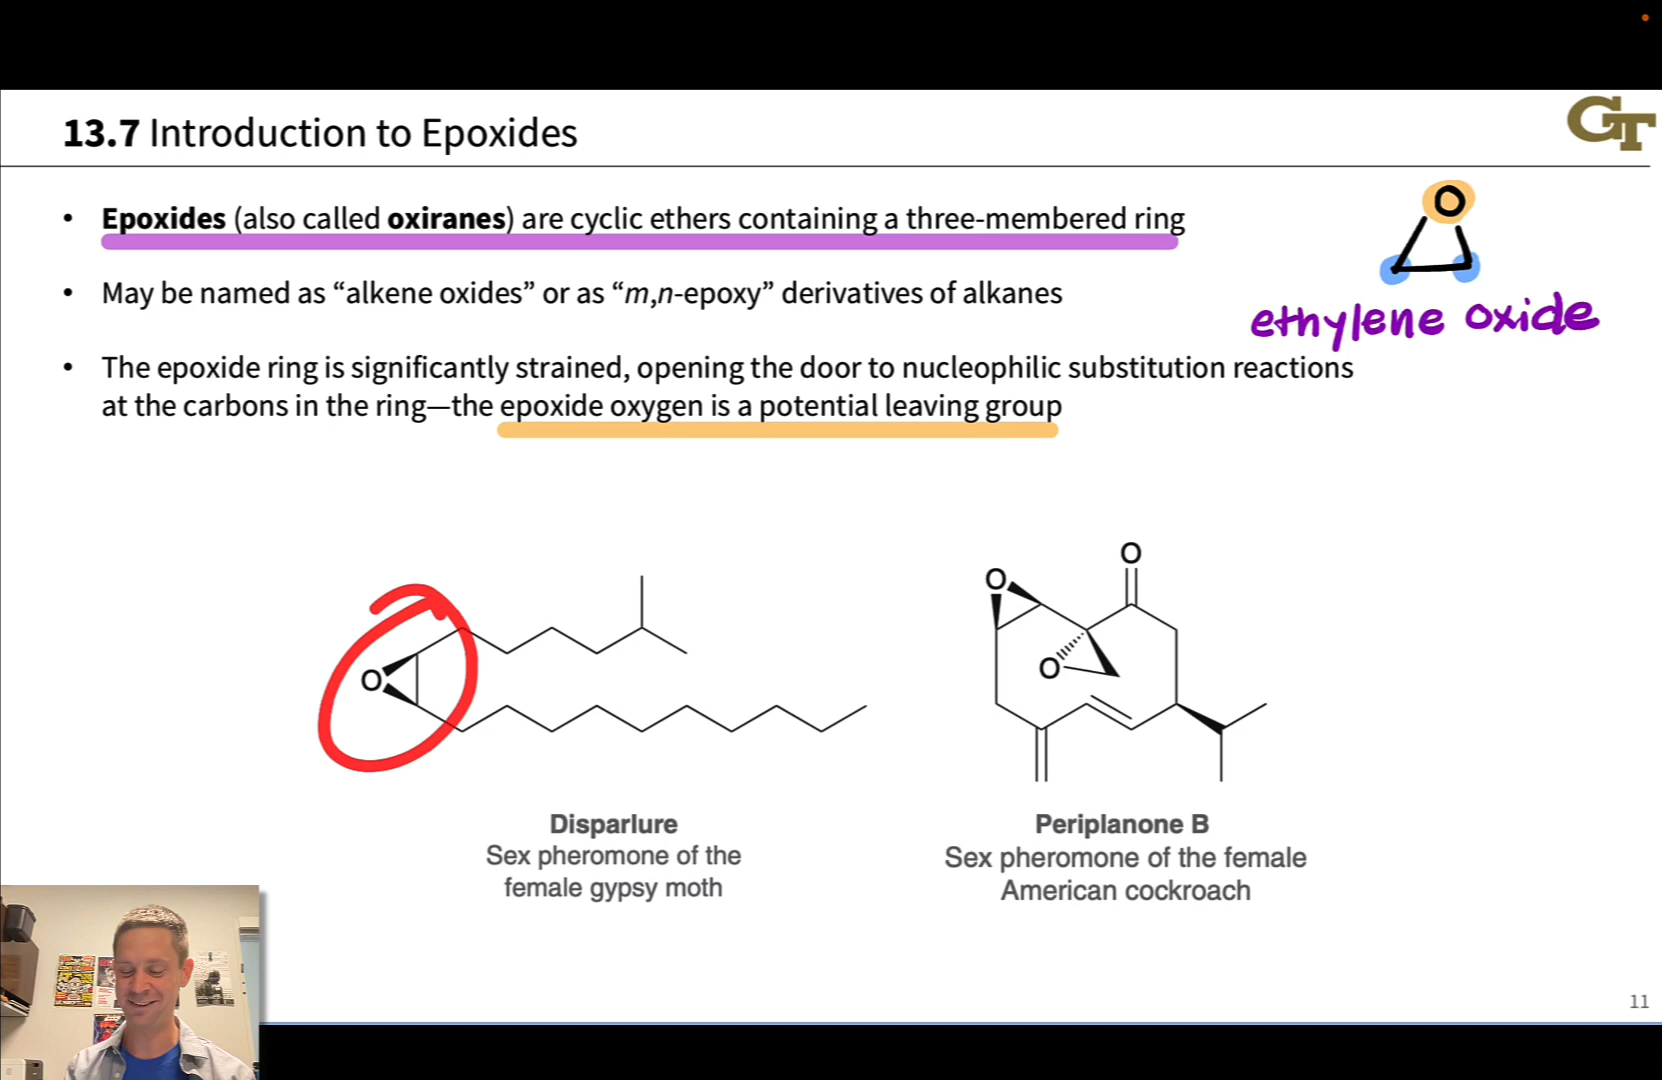 GT
13.7 Introduction to Epoxides
• Epoxides (also called oxiranes) are cyclic ethers containing a three-membered ring
O
ethylene oxide
• May be named as “alkene oxides” or as “m,n-epoxy” derivatives of alkanes
• The epoxide ring is significantly strained, opening the door to nucleophilic substitution reactions
at the carbons in the ring—the epoxide oxygen is a potential leaving group
O
O
O
O
Disparlure
Sex pheromone of the
female gypsy moth
Periplanone B
Sex pheromone of the female
American cockroach
11